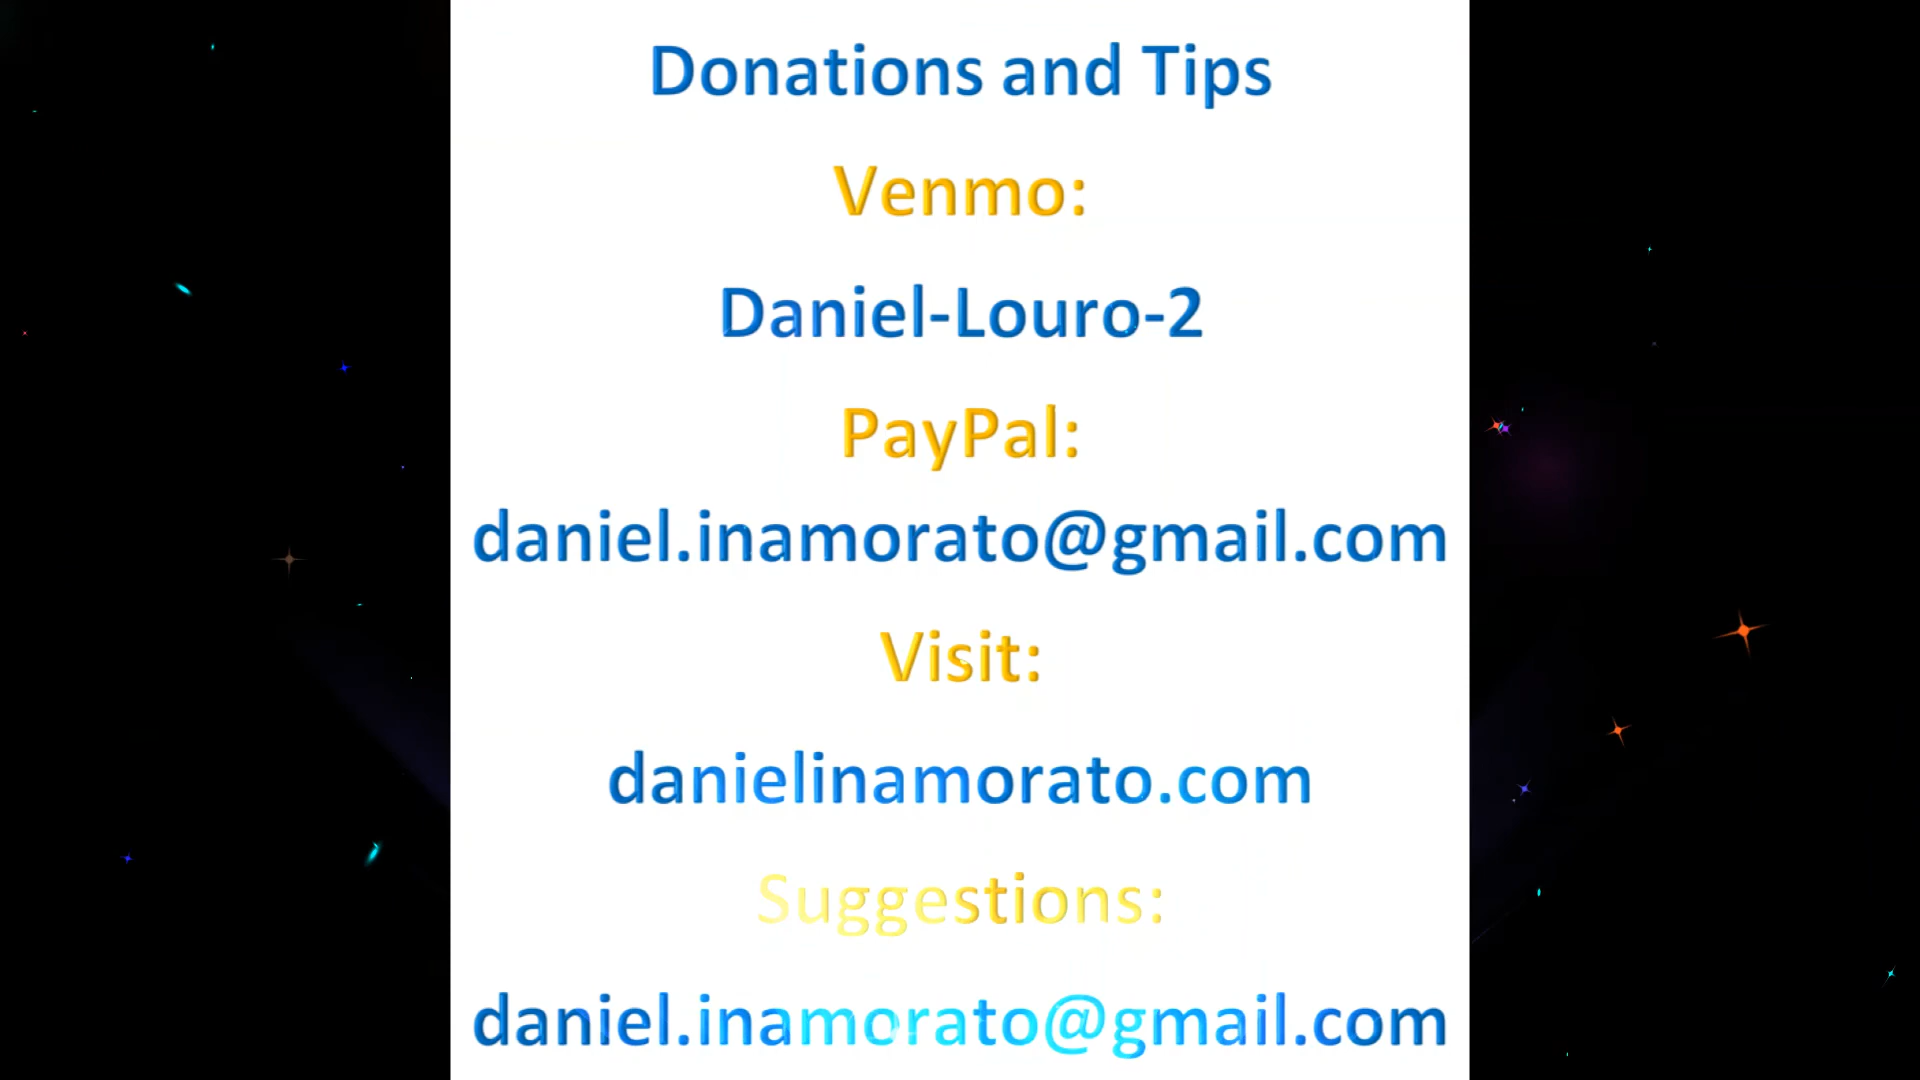 Donations and Tips
Venmo:
Daniel-Louro-2
PayPal:
daniel.inamorato@gmail.com
Visit:
danielinamorato.com
Suggestions:
daniel.inamorato@gmail.com